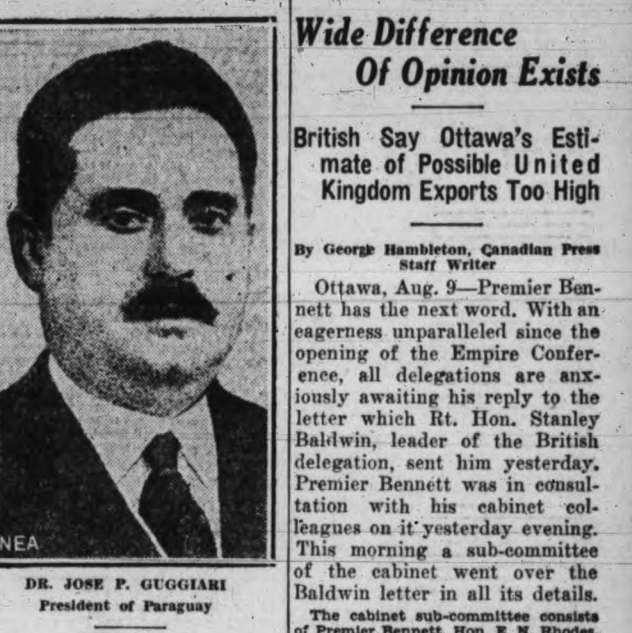 NEA
DR. JOSE P. GUGGIARI
President of Paraguay
Wide Difference
Of Opinion Exists
British Say Ottawa's Esti-
mate of Possible United
Kingdom Exports Too High
By George Hambleton, Canadian Press
Staff Writer
Ottawa, Aug. 9—Premier Ben-
nett has the next word. With an
eagerness unparalleled since the
opening of the Empire Confer-
ence, all delegations are anx-
iously awaiting his reply to the
letter which Rt. Hon. Stanley
Baldwin, leader of the British
delegation, sent him yesterday.
Premier Bennett was in consul-
tation with his cabinet col-
leagues on it yesterday evening.
This morning a sub-committee
of the cabinet went over the
Baldwin letter in all its details.
The cabinet sub-committee consists
of Premier Bennett, Hon. E. N. Rhodes,